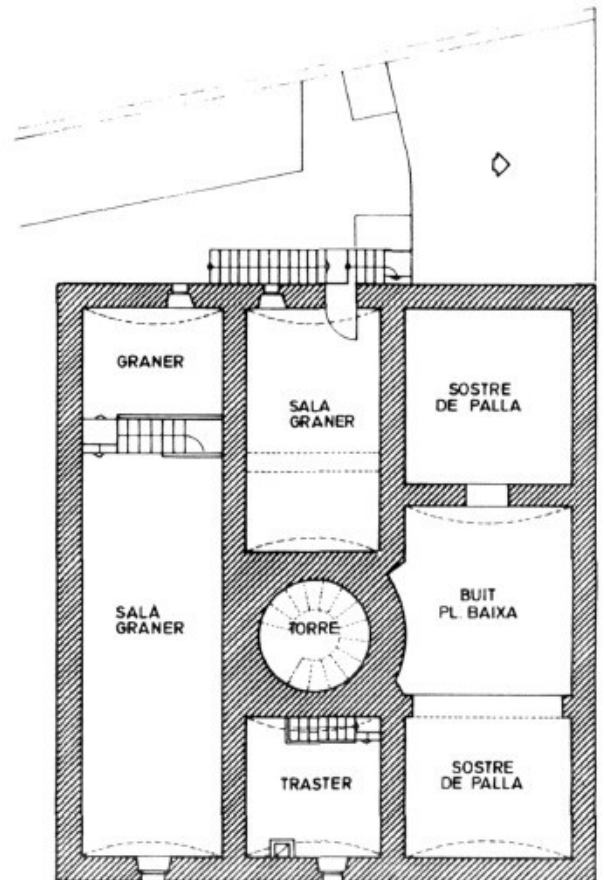 GRANER
SALA
GRANER
SOSTRE
DE PALLA
SALA
GRANER
TORRE
BUIT
PL. BAIXA
TRASTER
SOSTRE
DE PALLA